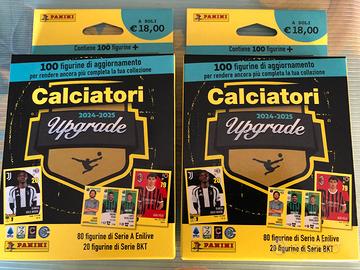 PANINI
A SOLI
€18,00
Contiene 100 figurine +
100 figurine di aggiornamento
per rendere ancora più completa la tua collezione
Calciatori
2024-2025
Upgrade
80 figurine di Serie A Enilive
20 figurine di Serie BKT
PANINI
PANINI
A SOLI
€18,00
Contiene 100 figurine +
100 figurine di aggiornamento
per rendere ancora più completa la tua collezione
Calciatori
2024-2025
Upgrade
80 figurine di Serie A Enilive
20 figurine di Serie BKT
PANINI